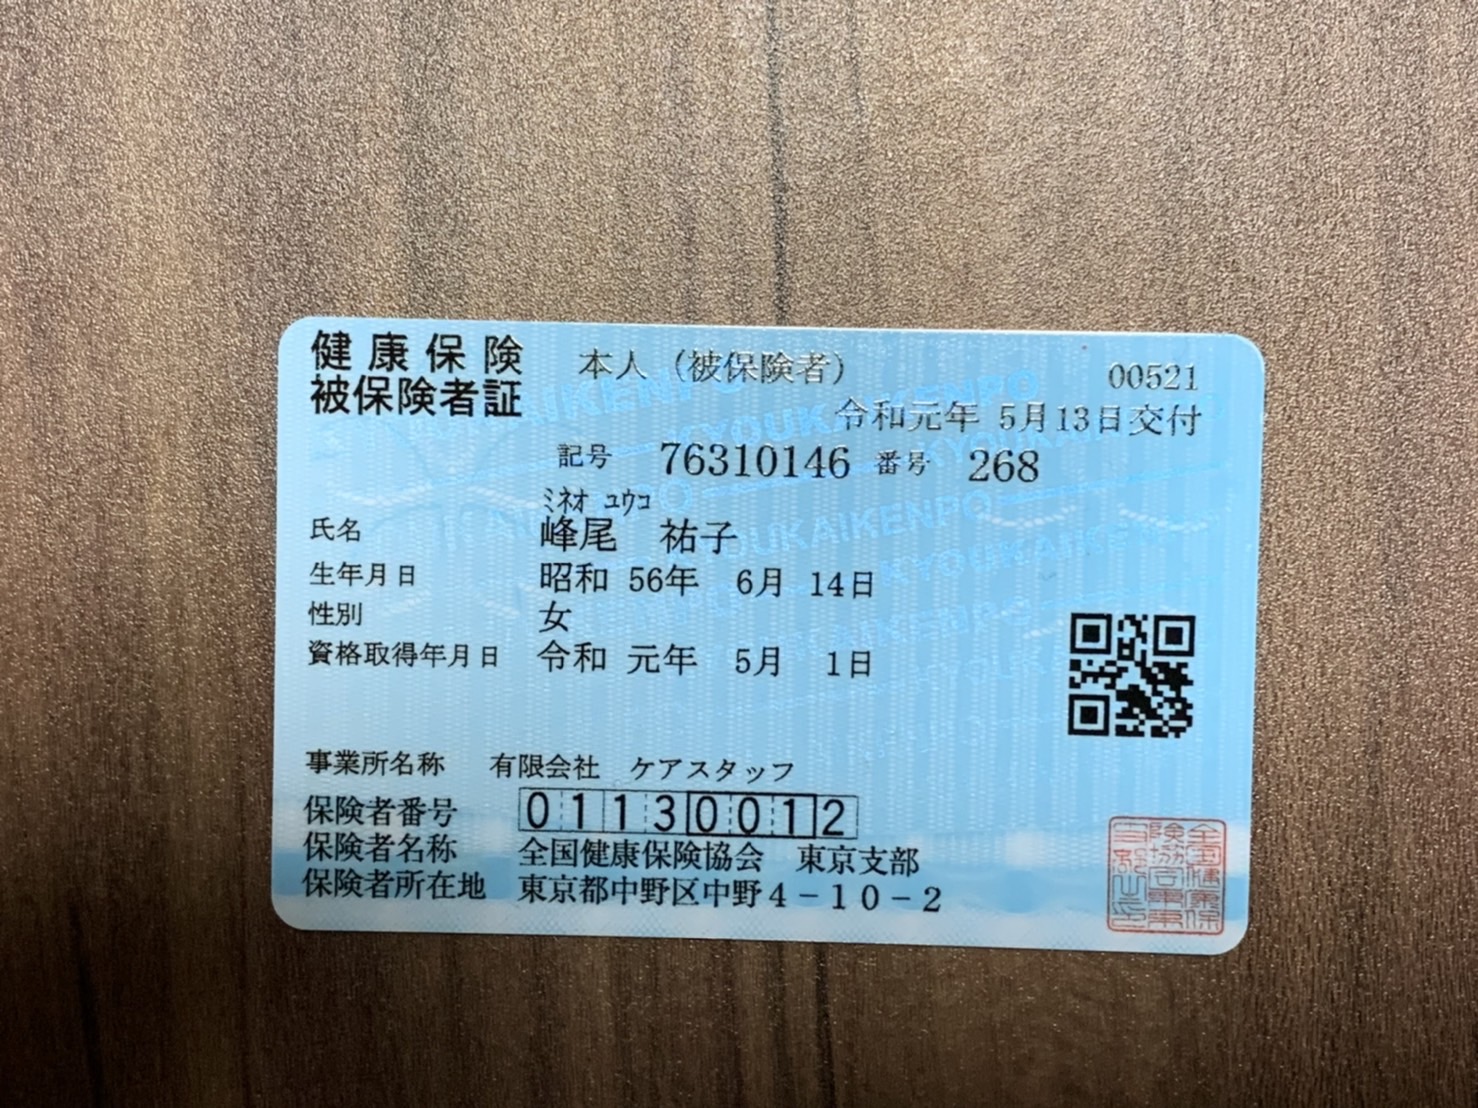 健康保険
被保険者証
本人（被保険者）
00521
令和元年 5月13日交付
記号 76310146 番号 268
ﾐﾈｵ ﾕｳｺ
氏名 峰尾 祐子
生年月日 昭和 56年 6月 14日
性別 女
資格取得年月日 令和 元年 5月 1日
事業所名称 有限会社 ケアスタッフ
保険者番号 01130012
保険者名称 全国健康保険協会 東京支部
保険者所在地 東京都中野区中野4－10－2
KYOUKAIKENPO